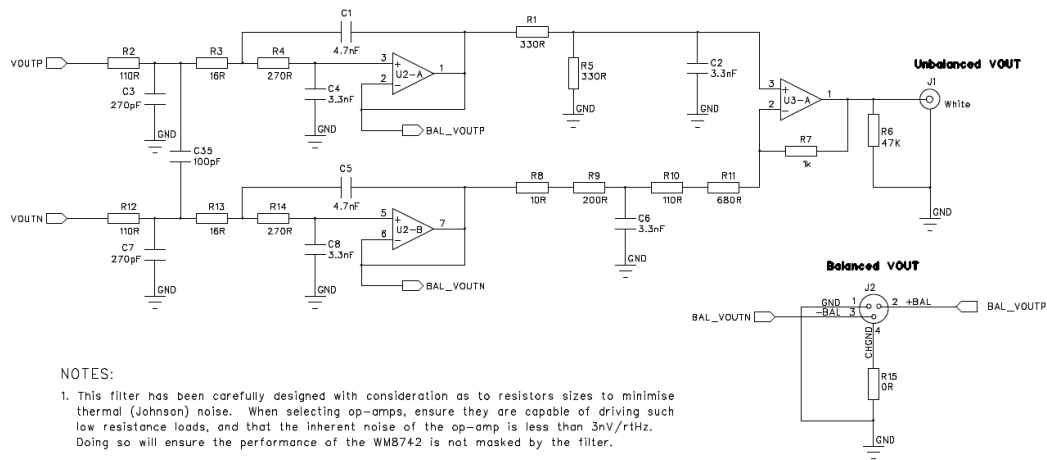 C1
4.7nF
R1
330R
VOUTP
R2
110R
R3
16R
R4
270R
3
2
1
U2-A
R5
330R
C2
3.3nF
Unbalanced VOUT
J1
White
C3
270pF
C4
3.3nF
GND
GND
GND
GND
BAL_VOUTP
3
2
1
U3-A
R6
47K
R7
1k
C35
100pF
C5
4.7nF
R8
10R
R9
200R
R10
110R
R11
680R
VOUTN
R12
110R
R13
16R
R14
270R
5
6
7
U2-B
C6
3.3nF
GND
C7
270pF
C8
3.3nF
GND
GND
GND
BAL_VOUTN
Balanced VOUT
J2
GND 1
2 +BAL
BAL_VOUTP
BAL_VOUTN
-BAL 3
4
CHGND
R15
0R
GND
NOTES:
1. This filter has been carefully designed with consideration as to resistors sizes to minimise
thermal (Johnson) noise. When selecting op-amps, ensure they are capable of driving such
low resistance loads, and that the inherent noise of the op-amp is less than 3nV/rtHz.
Doing so will ensure the performance of the WM8742 is not masked by the filter.